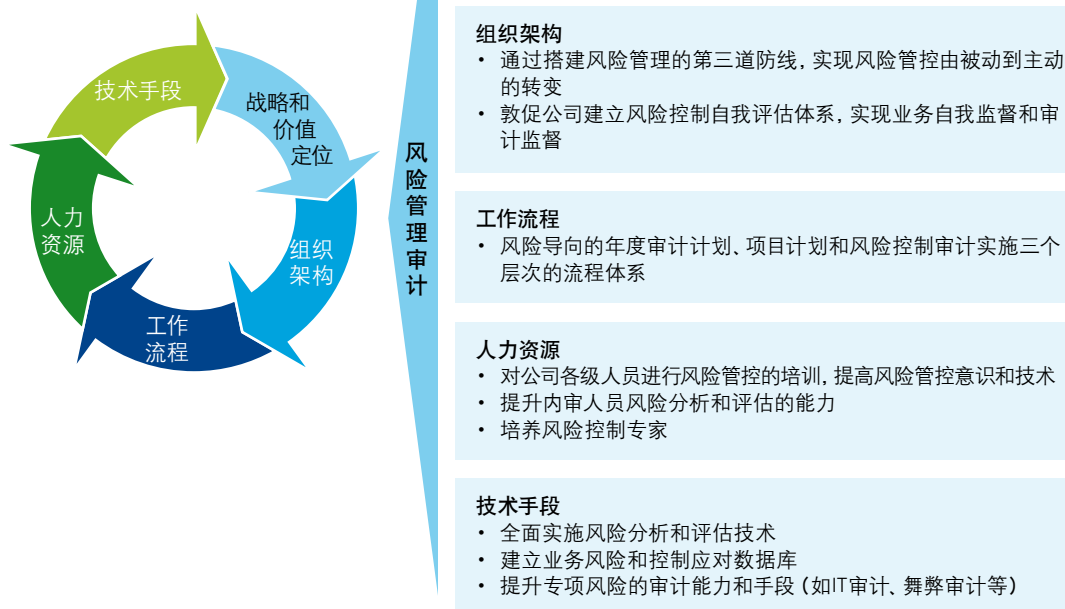 技术手段
战略和
价值
定位
组织
架构
工作
流程
人力
资源
风险管理审计
组织架构
• 通过搭建风险管理的第三道防线，实现风险管控由被动到主动
的转变
• 敦促公司建立风险控制自我评估体系，实现业务自我监督和审
计监督
工作流程
• 风险导向的年度审计计划、项目计划和风险控制审计实施三个
层次的流程体系
人力资源
• 对公司各级人员进行风险管控的培训，提高风险管控意识和技术
• 提升内审人员风险分析和评估的能力
• 培养风险控制专家
技术手段
• 全面实施风险分析和评估技术
• 建立业务风险和控制应对数据库
• 提升专项风险的审计能力和手段（如IT审计、舞弊审计等）